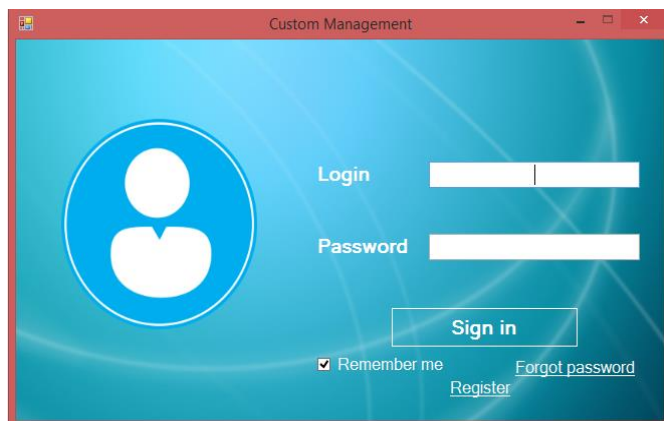 Custom Management
Login
Password
Sign in
Remember me
Forgot password
Register